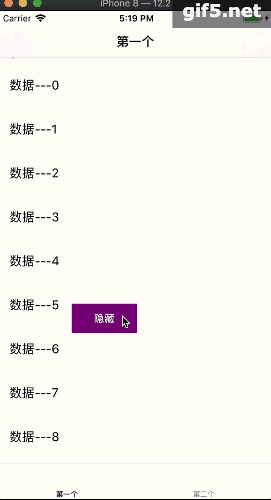 iPhone 8 — 12.2
gif5.net
Carrier 5:19 PM
第一个
数据---0
数据---1
数据---2
数据---3
数据---4
数据---5
隐藏
数据---6
数据---7
数据---8
第一个 第二个